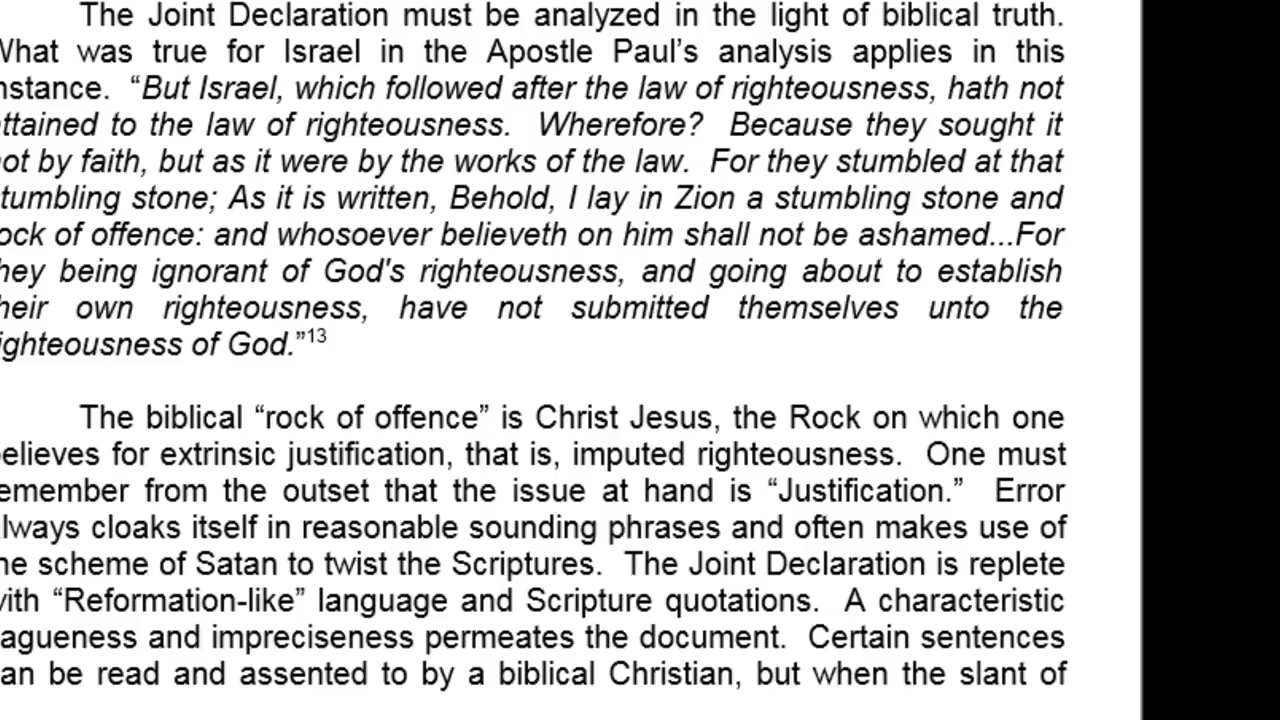 The Joint Declaration must be analyzed in the light of biblical truth.
What was true for Israel in the Apostle Paul’s analysis applies in this
nstance. “But Israel, which followed after the law of righteousness, hath not
ttained to the law of righteousness. Wherefore? Because they sought it
not by faith, but as it were by the works of the law. For they stumbled at that
tumbling stone; As it is written, Behold, I lay in Zion a stumbling stone and
ock of offence: and whosoever believeth on him shall not be ashamed...For
hey being ignorant of God's righteousness, and going about to establish
heir own righteousness, have not submitted themselves unto the
ighteousness of God.”13
The biblical “rock of offence” is Christ Jesus, the Rock on which one
elieves for extrinsic justification, that is, imputed righteousness. One must
emember from the outset that the issue at hand is “Justification.” Error
lways cloaks itself in reasonable sounding phrases and often makes use of
he scheme of Satan to twist the Scriptures. The Joint Declaration is replete
with “Reformation-like” language and Scripture quotations. A characteristic
agueness and impreciseness permeates the document. Certain sentences
an be read and assented to by a biblical Christian, but when the slant of